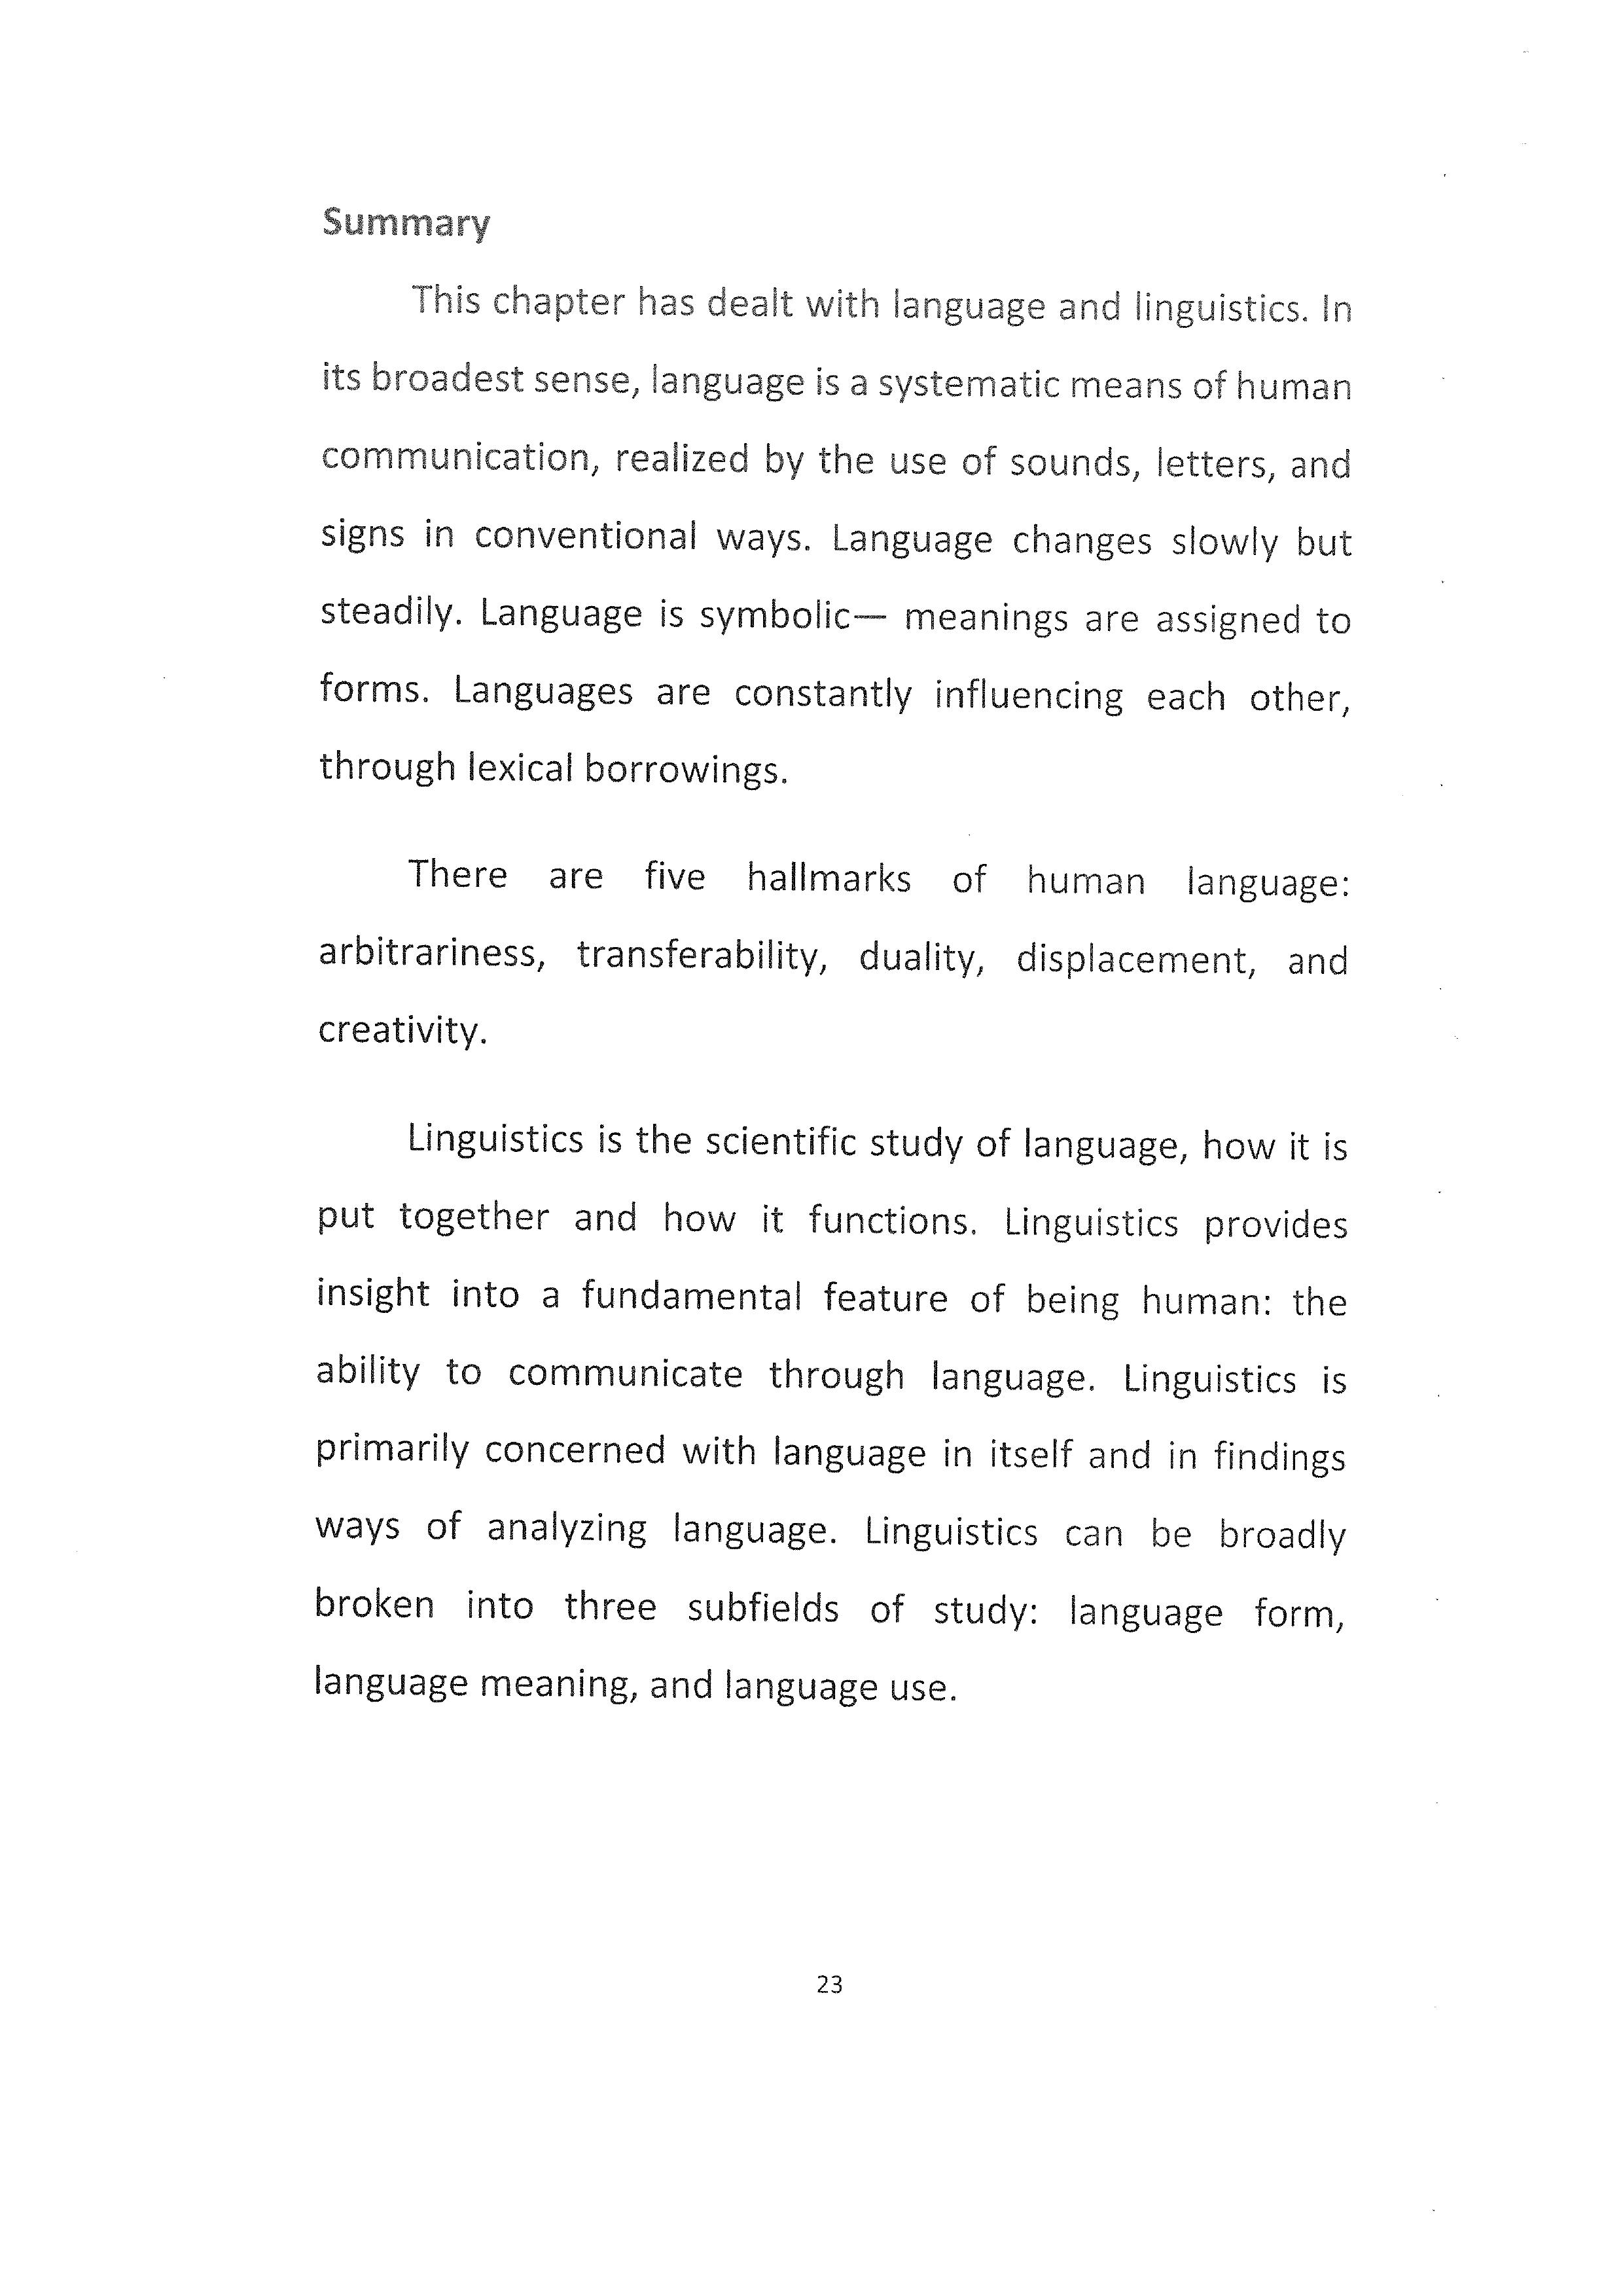 Summary
This chapter has dealt with language and linguistics. In
its broadest sense, language is a systematic means of human
communication, realized by the use of sounds, letters, and
signs in conventional ways. Language changes slowly but
steadily. Language is symbolic— meanings are assigned to
forms. Languages are constantly influencing each other,
through lexical borrowings.
There are five hallmarks of human language:
arbitrariness, transferability, duality, displacement, and
creativity.
Linguistics is the scientific study of language, how it is
put together and how it functions. Linguistics provides
insight into a fundamental feature of being human: the
ability to communicate through language. Linguistics is
primarily concerned with language in itself and in findings
ways of analyzing language. Linguistics can be broadly
broken into three subfields of study: language form,
language meaning, and language use.
23